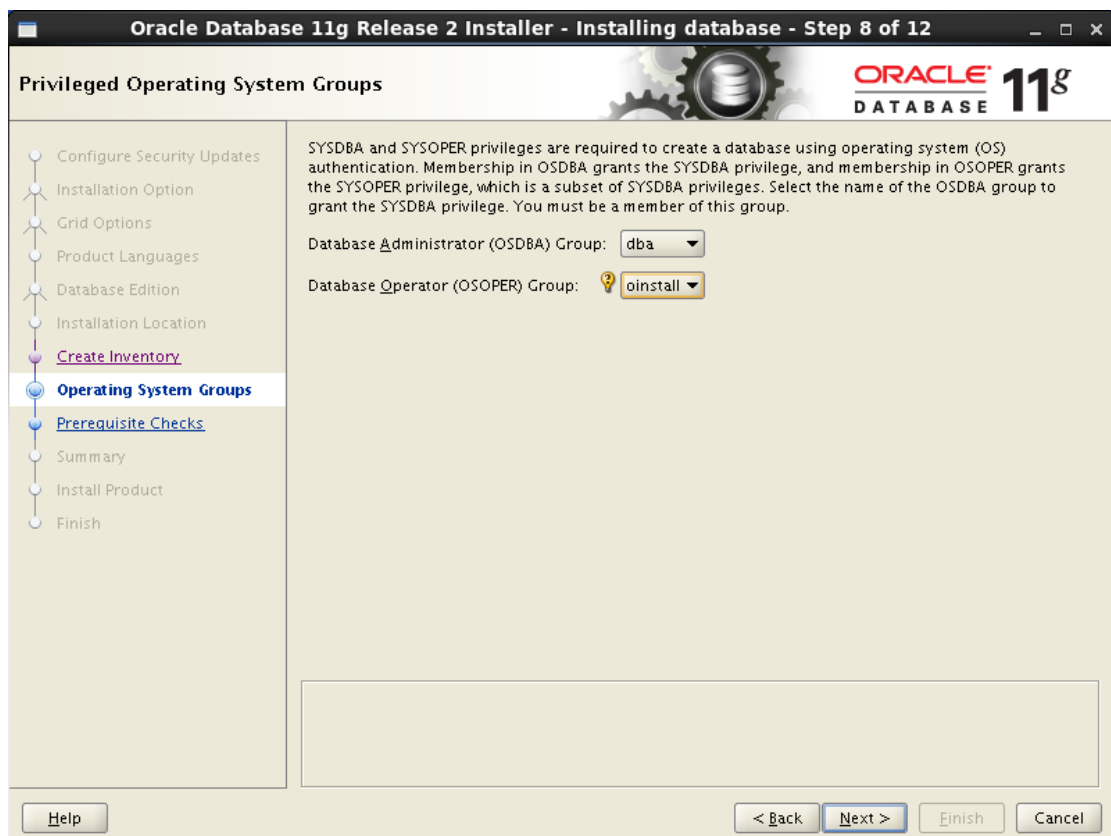 Oracle Database 11g Release 2 Installer - Installing database - Step 8 of 12
Privileged Operating System Groups
ORACLE
DATABASE
11g
Configure Security Updates
Installation Option
Grid Options
Product Languages
Database Edition
Installation Location
Create Inventory
Operating System Groups
Prerequisite Checks
Summary
Install Product
Finish
SYSDBA and SYSOPER privileges are required to create a database using operating system (OS)
authentication. Membership in OSDBA grants the SYSDBA privilege, and membership in OSOPER grants
the SYSOPER privilege, which is a subset of SYSDBA privileges. Select the name of the OSDBA group to
grant the SYSDBA privilege. You must be a member of this group.
Database Administrator (OSDBA) Group: dba
Database Operator (OSOPER) Group: oinstall
Help < Back Next > Finish Cancel